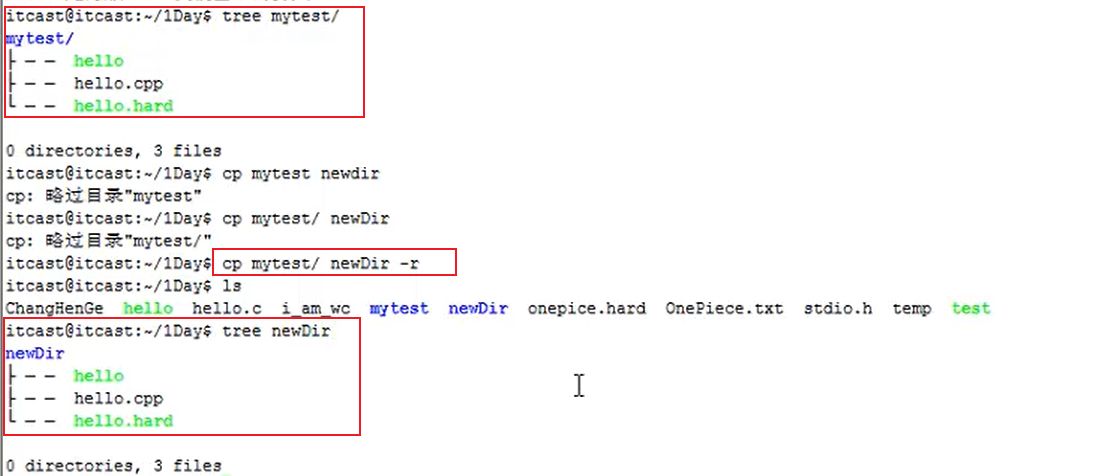 itcast@itcast:~/1Day$ tree mytest/
mytest/
├ ─ ─  hello
├ ─ ─  hello.cpp
└ ─ ─  hello.hard
0 directories, 3 files
itcast@itcast:~/1Day$ cp mytest newdir
cp: 略过目录"mytest"
itcast@itcast:~/1Day$ cp mytest/ newDir
cp: 略过目录"mytest/"
itcast@itcast:~/1Day$ cp mytest/ newDir -r
itcast@itcast:~/1Day$ ls
ChangHenGe  hello  hello.c  i_am_wc  mytest  newDir  onepice.hard  OnePiece.txt  stdio.h  temp  test
itcast@itcast:~/1Day$ tree newDir
newDir
├ ─ ─  hello
├ ─ ─  hello.cpp
└ ─ ─  hello.hard
0 directories, 3 files